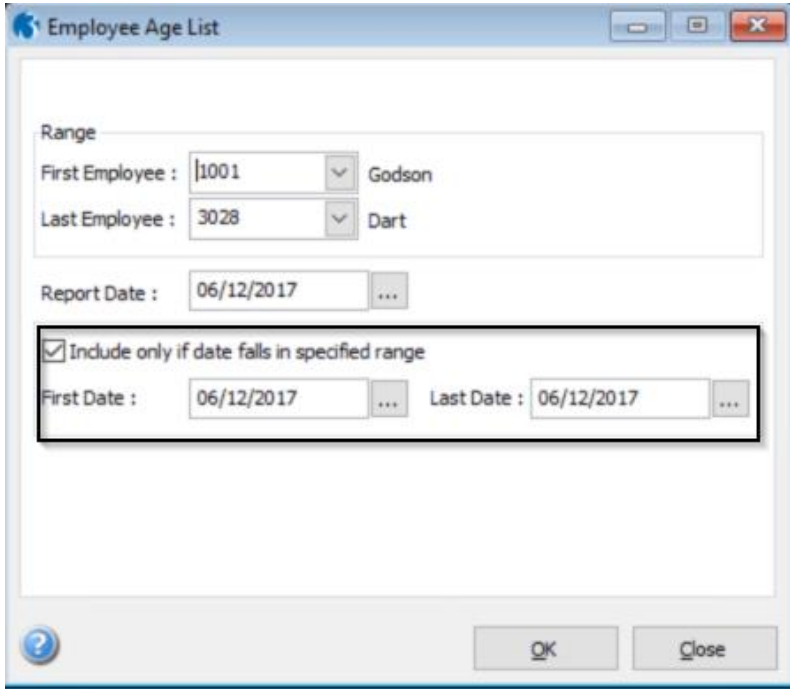 Employee Age List
Range
First Employee : 1001 Godson
Last Employee : 3028 Dart
Report Date : 06/12/2017 ...
Include only if date falls in specified range
First Date : 06/12/2017 ... Last Date : 06/12/2017 ...
? OK Close